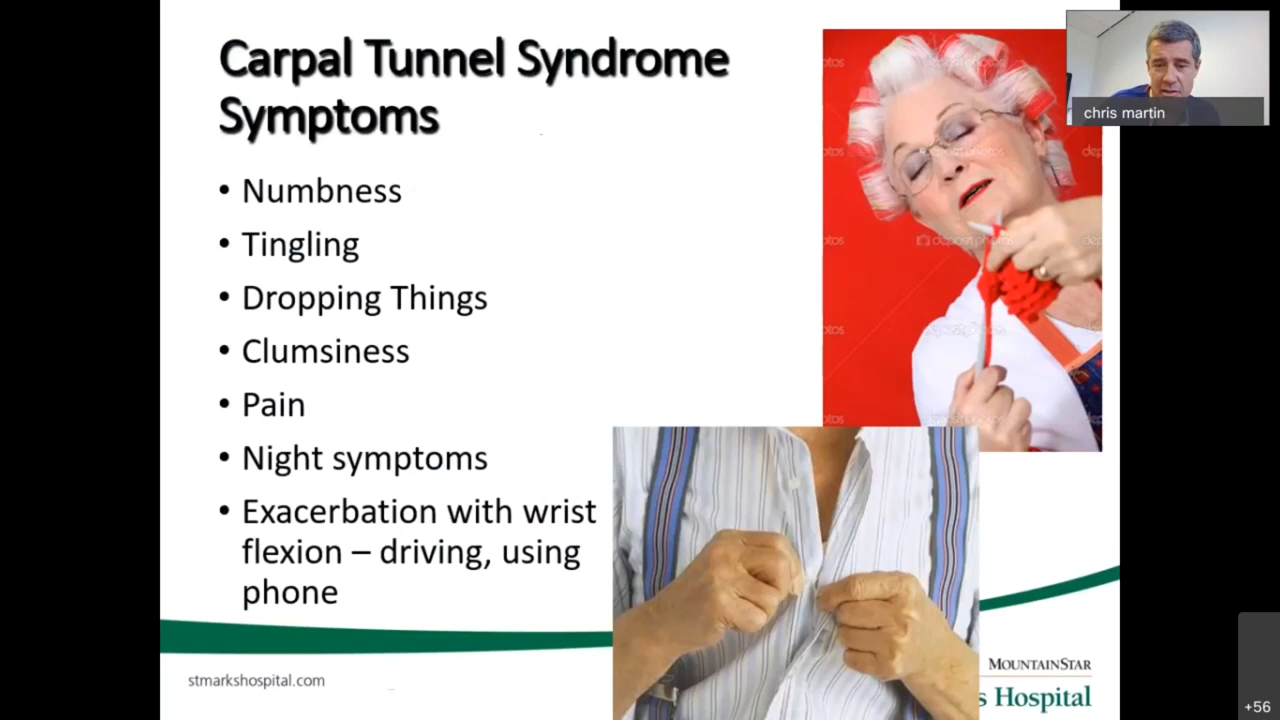 Carpal Tunnel Syndrome
Symptoms
• Numbness
• Tingling
• Dropping Things
• Clumsiness
• Pain
• Night symptoms
• Exacerbation with wrist
flexion – driving, using
phone
chris martin
depositphotos
stmarkshospital.com
MOUNTAINSTAR
s Hospital
+56